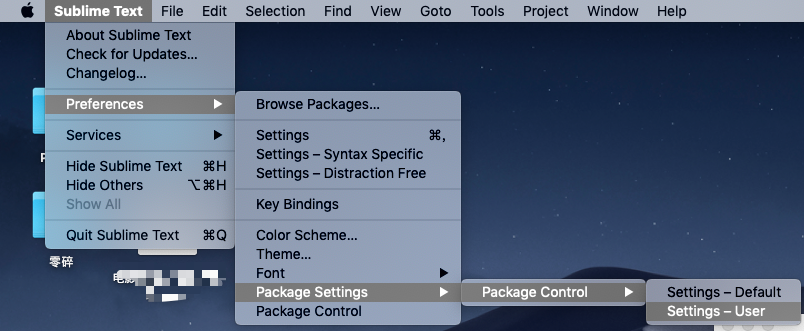 Sublime Text File Edit Selection Find View Goto Tools Project Window Help
About Sublime Text
Check for Updates...
Changelog...
Preferences ▶
Services ▶
Hide Sublime Text ⌘H
Hide Others ⌥⌘H
Show All
Quit Sublime Text ⌘Q
Browse Packages...
Settings ⌘,
Settings – Syntax Specific
Settings – Distraction Free
Key Bindings
Color Scheme...
Theme...
Font ▶
Package Settings ▶
Package Control
Package Control ▶
Settings – Default
Settings – User
零碎